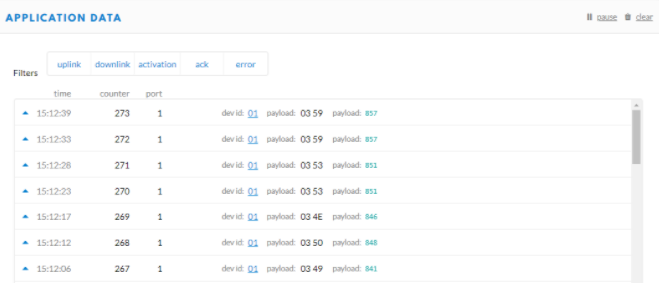 APPLICATION DATA pause clear
Filters uplink downlink activation ack error
time counter port
15:12:39 273 1 dev id: 01 payload: 03 59 payload: 857
15:12:33 272 1 dev id: 01 payload: 03 59 payload: 857
15:12:28 271 1 dev id: 01 payload: 03 53 payload: 851
15:12:23 270 1 dev id: 01 payload: 03 53 payload: 851
15:12:17 269 1 dev id: 01 payload: 03 4E payload: 846
15:12:12 268 1 dev id: 01 payload: 03 50 payload: 848
15:12:06 267 1 dev id: 01 payload: 03 49 payload: 841